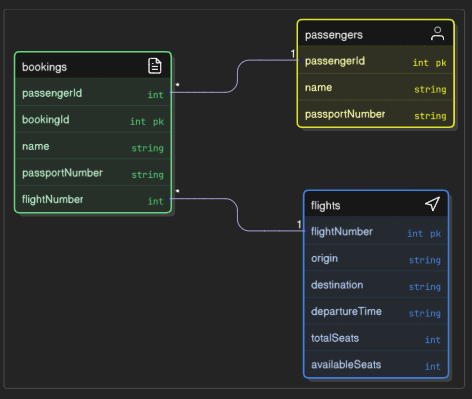 bookings
passengerId int
bookingId int pk
name string
passportNumber string
flightNumber int
*
*
1
1
passengers
passengerId int pk
name string
passportNumber string
flights
flightNumber int pk
origin string
destination string
departureTime string
totalSeats int
availableSeats int